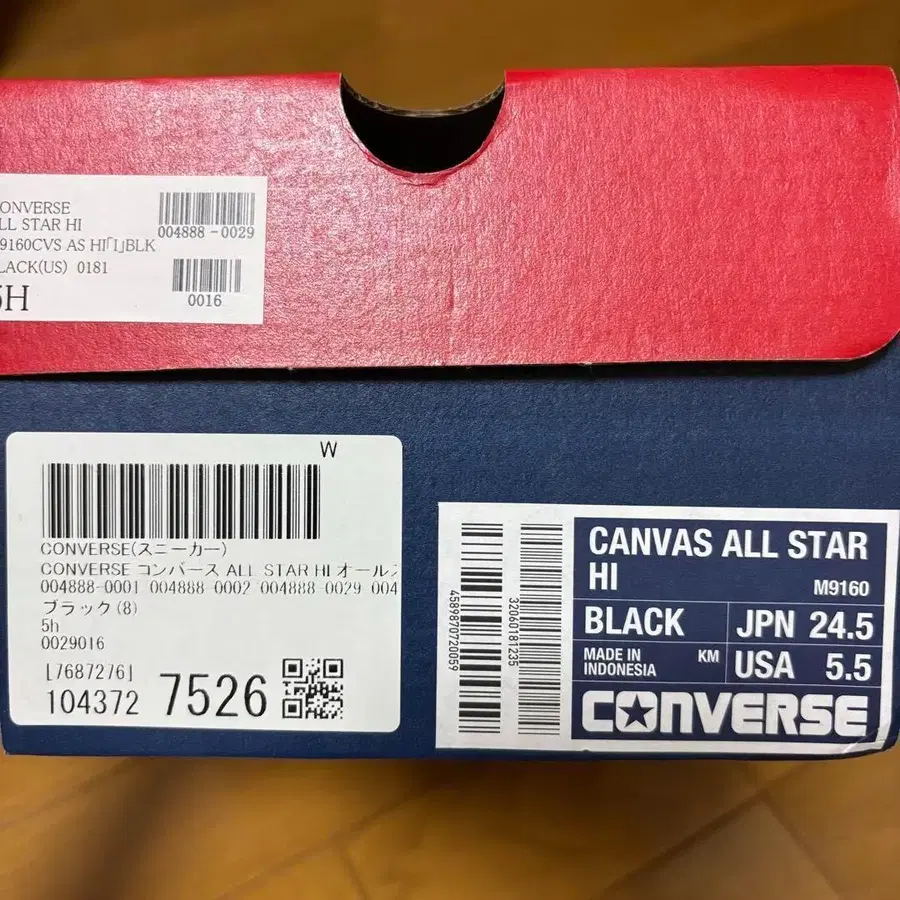 ONVERSE
LL STAR HI
9160CVS AS HI「I」BLK
LACK(US) 0181
5H
004888-0029
0016
W
CONVERSE(スニーカー)
CONVERSE コンバース ALL STAR HI オールス
004888-0001 004888-0002 004888-0029 004
ブラック(8)
5h
0029016
[7687276]
104372 7526
4589870720059
32060181235
CANVAS ALL STAR
HI M9160
BLACK JPN 24.5
MADE IN INDONESIA KM USA 5.5
CONVERSE